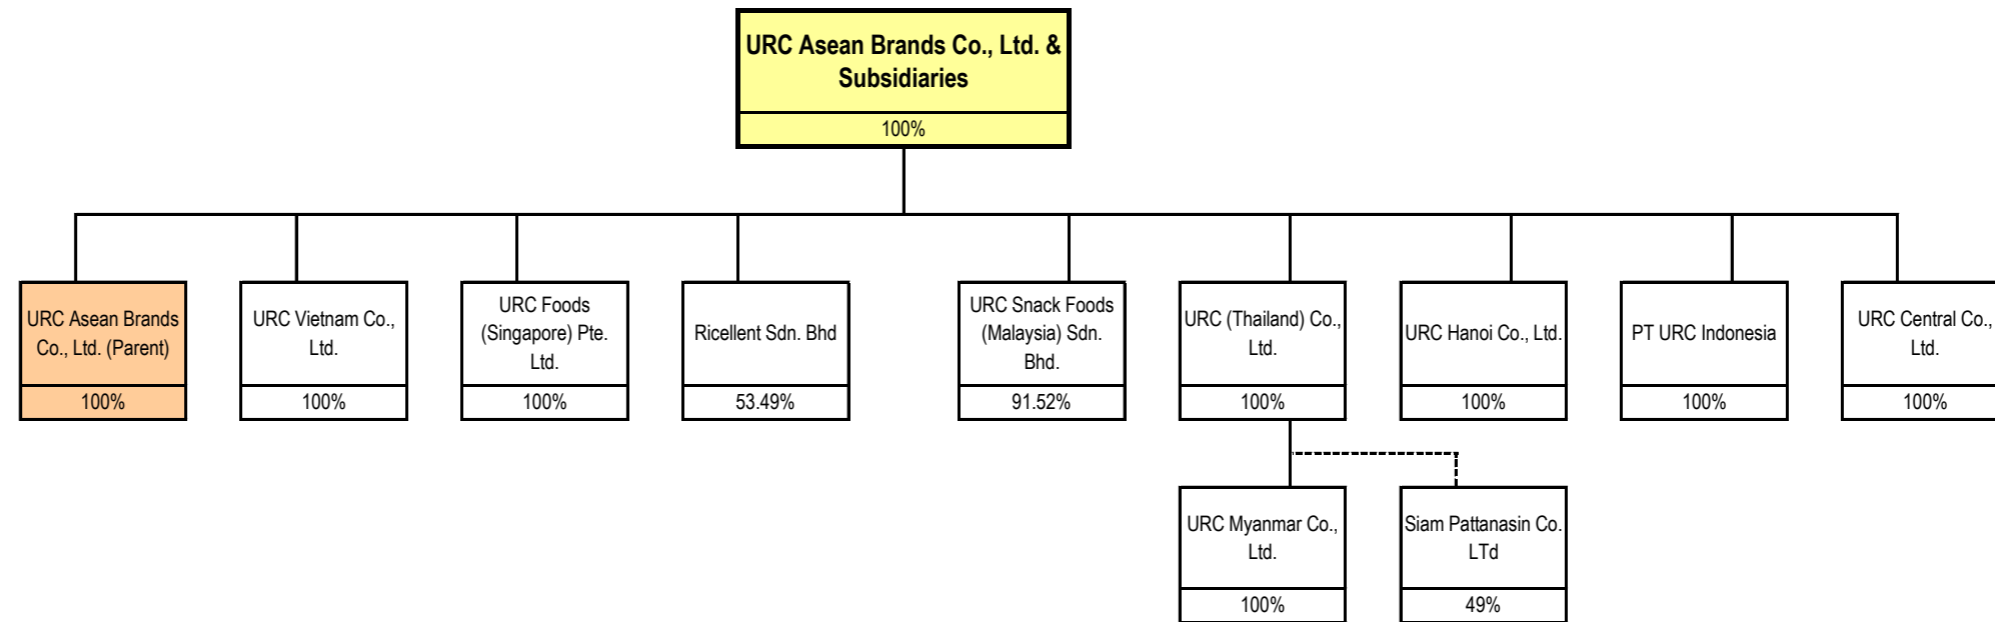 URC Asean Brands Co., Ltd. &
Subsidiaries
100%
URC Asean Brands
Co., Ltd. (Parent)
100%
URC Vietnam Co.,
Ltd.
100%
URC Foods
(Singapore) Pte.
Ltd.
100%
Ricellent Sdn. Bhd
53.49%
URC Snack Foods
(Malaysia) Sdn.
Bhd.
91.52%
URC (Thailand) Co.,
Ltd.
100%
URC Hanoi Co., Ltd.
100%
PT URC Indonesia
100%
URC Central Co.,
Ltd.
100%
URC Myanmar Co.,
Ltd.
100%
Siam Pattanasin Co.
LTd
49%